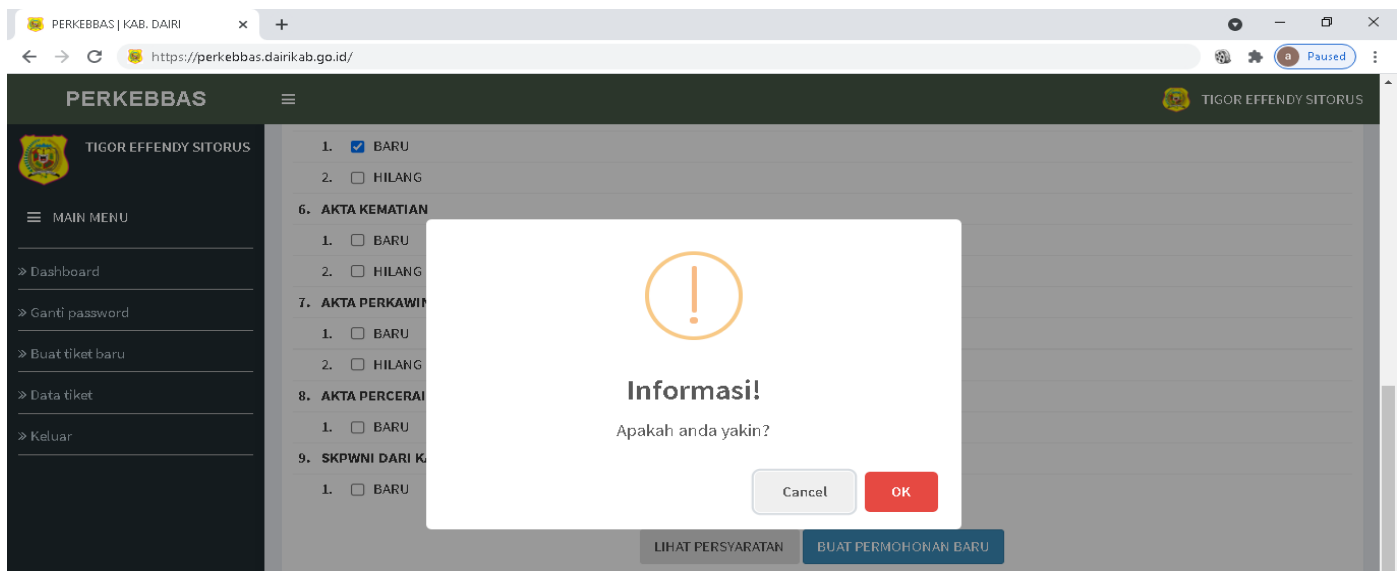 PERKEBBAS | KAB. DAIRI
https://perkebbas.dairikab.go.id/
a Paused
PERKEBBAS
TIGOR EFFENDY SITORUS
TIGOR EFFENDY SITORUS
MAIN MENU
» Dashboard
» Ganti password
» Buat tiket baru
» Data tiket
» Keluar
1. BARU
2. HILANG
6. AKTA KEMATIAN
1. BARU
2. HILANG
7. AKTA PERKAWIN
1. BARU
2. HILANG
8. AKTA PERCERAI
1. BARU
9. SKPWNI DARI KA
1. BARU
Informasi!
Apakah anda yakin?
Cancel
OK
LIHAT PERSYARATAN
BUAT PERMOHONAN BARU